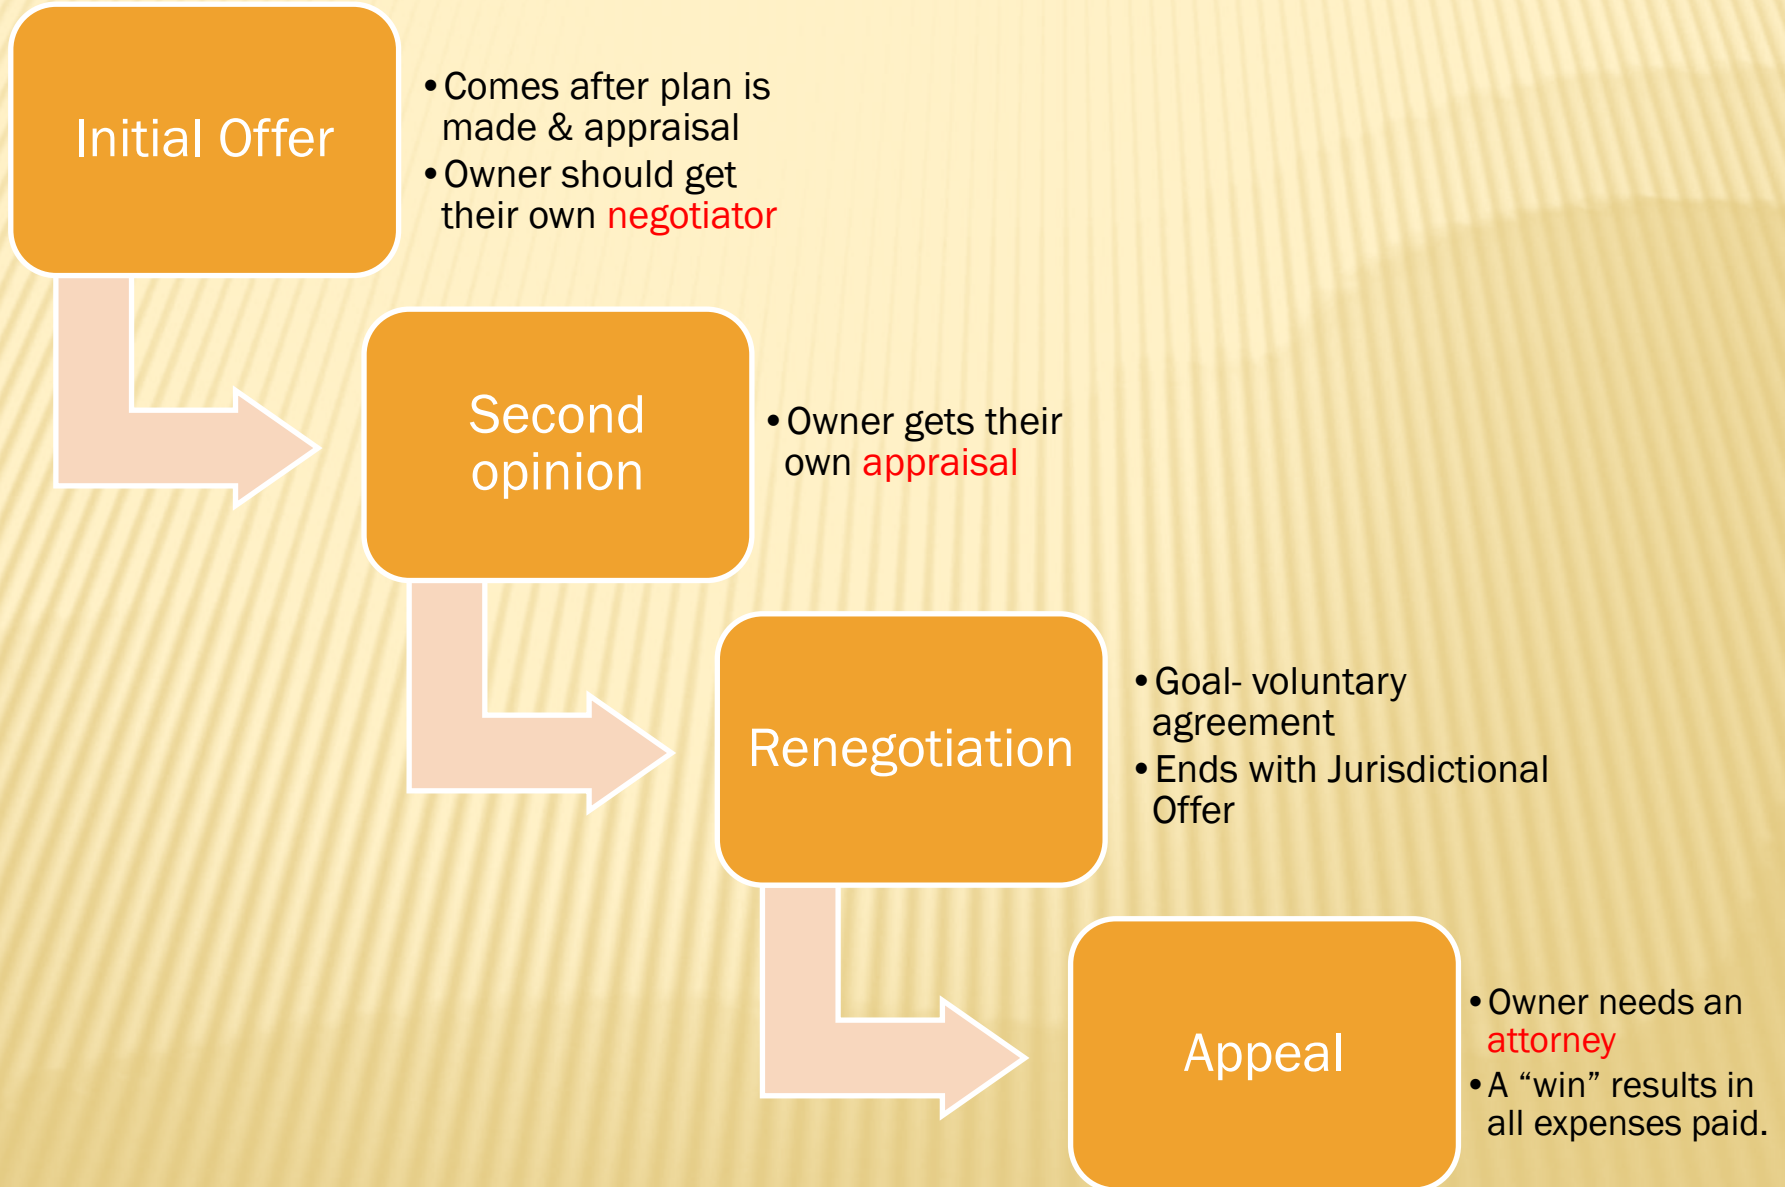 Initial Offer
•Comes after plan is
made & appraisal
•Owner should get
their own negotiator
Second
opinion
•Owner gets their
own appraisal
Renegotiation
•Goal- voluntary
agreement
•Ends with Jurisdictional
Offer
Appeal
•Owner needs an
attorney
•A “win” results in
all expenses paid.